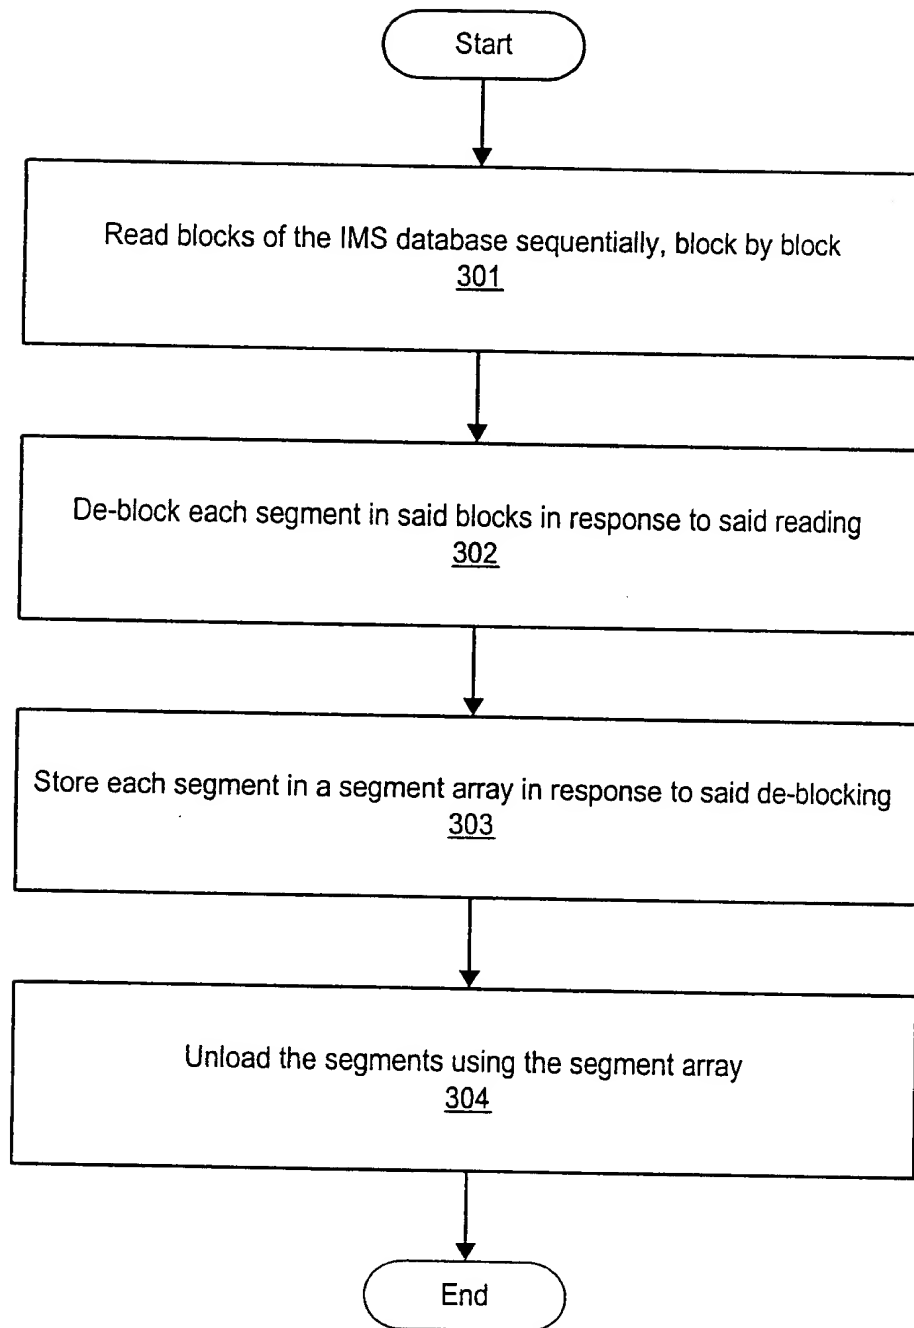 Start
Read blocks of the IMS database sequentially, block by block
301
De-block each segment in said blocks in response to said reading
302
Store each segment in a segment array in response to said de-blocking
303
Unload the segments using the segment array
304
End